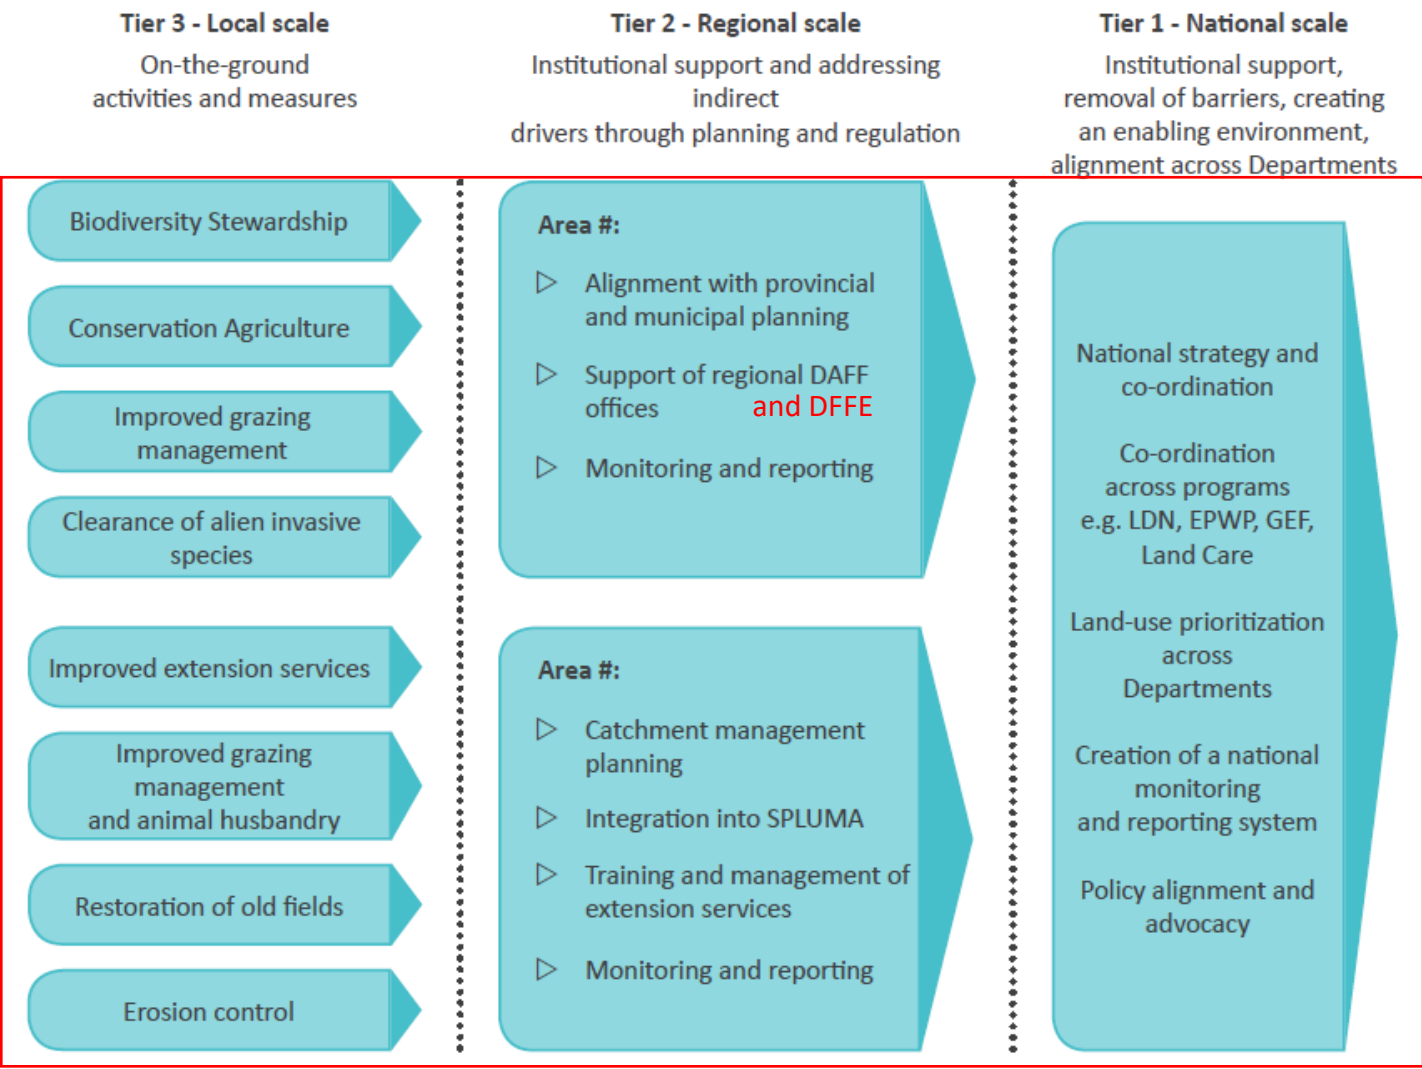 Tier 3 - Local scale
On-the-ground
activities and measures
Tier 2 - Regional scale
Institutional support and addressing
indirect
drivers through planning and regulation
Tier 1 - National scale
Institutional support,
removal of barriers, creating
an enabling environment,
alignment across Departments
Biodiversity Stewardship
Conservation Agriculture
Improved grazing
management
Clearance of alien invasive
species
Improved extension services
Improved grazing
management
and animal husbandry
Restoration of old fields
Erosion control
Area #:
Alignment with provincial
and municipal planning
Support of regional DAFF
offices and DFFE
Monitoring and reporting
Area #:
Catchment management
planning
Integration into SPLUMA
Training and management of
extension services
Monitoring and reporting
National strategy and
co-ordination
Co-ordination
across programs
e.g. LDN, EPWP, GEF,
Land Care
Land-use prioritization
across
Departments
Creation of a national
monitoring
and reporting system
Policy alignment and
advocacy